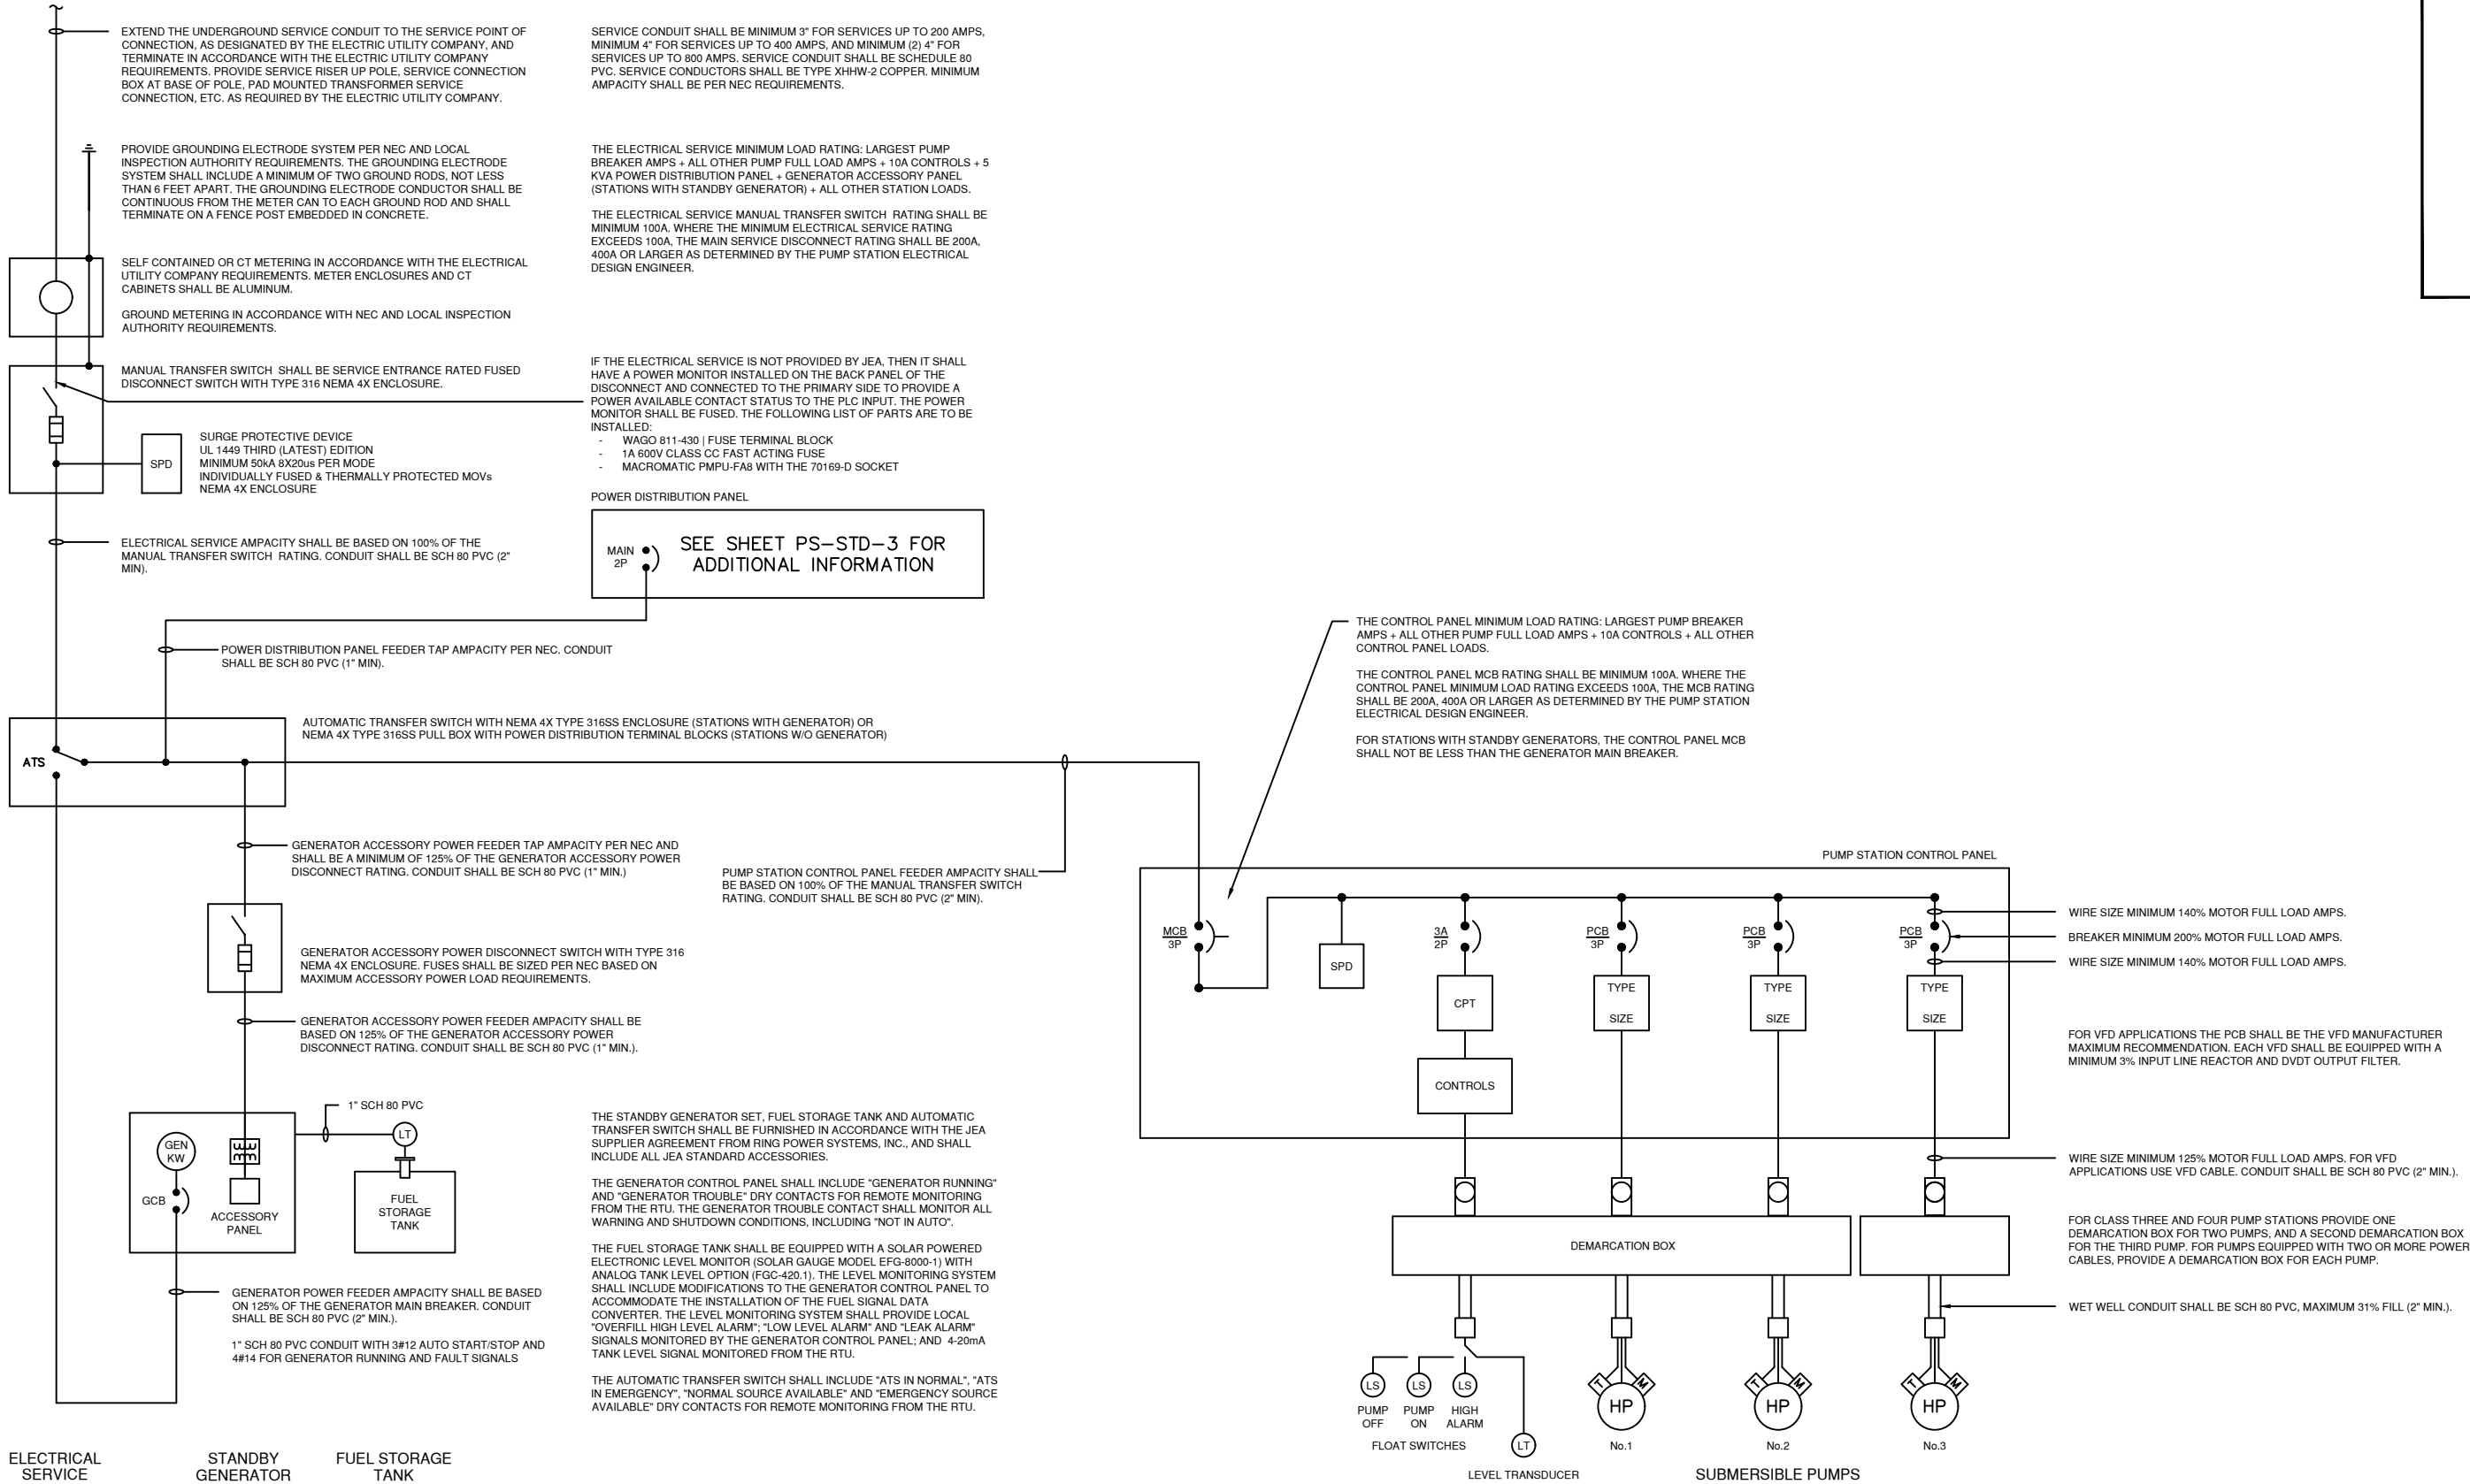 EXTEND THE UNDERGROUND SERVICE CONDUIT TO THE SERVICE POINT OF
CONNECTION, AS DESIGNATED BY THE ELECTRIC UTILITY COMPANY, AND
TERMINATE IN ACCORDANCE WITH THE ELECTRIC UTILITY COMPANY
REQUIREMENTS. PROVIDE SERVICE RISER UP POLE, SERVICE CONNECTION
BOX AT BASE OF POLE, PAD MOUNTED TRANSFORMER SERVICE
CONNECTION, ETC. AS REQUIRED BY THE ELECTRIC UTILITY COMPANY.
SERVICE CONDUIT SHALL BE MINIMUM 3" FOR SERVICES UP TO 200 AMPS,
MINIMUM 4" FOR SERVICES UP TO 400 AMPS, AND MINIMUM (2) 4" FOR
SERVICES UP TO 800 AMPS. SERVICE CONDUIT SHALL BE SCHEDULE 80
PVC. SERVICE CONDUCTORS SHALL BE TYPE XHHW-2 COPPER. MINIMUM
AMPACITY SHALL BE PER NEC REQUIREMENTS.
PROVIDE GROUNDING ELECTRODE SYSTEM PER NEC AND LOCAL
INSPECTION AUTHORITY REQUIREMENTS. THE GROUNDING ELECTRODE
SYSTEM SHALL INCLUDE A MINIMUM OF TWO GROUND RODS, NOT LESS
THAN 6 FEET APART. THE GROUNDING ELECTRODE CONDUCTOR SHALL BE
CONTINUOUS FROM THE METER CAN TO EACH GROUND ROD AND SHALL
TERMINATE ON A FENCE POST EMBEDDED IN CONCRETE.
THE ELECTRICAL SERVICE MINIMUM LOAD RATING: LARGEST PUMP
BREAKER AMPS + ALL OTHER PUMP FULL LOAD AMPS + 10A CONTROLS + 5
KVA POWER DISTRIBUTION PANEL + GENERATOR ACCESSORY PANEL
(STATIONS WITH STANDBY GENERATOR) + ALL OTHER STATION LOADS.
THE ELECTRICAL SERVICE MANUAL TRANSFER SWITCH RATING SHALL BE
MINIMUM 100A. WHERE THE MINIMUM ELECTRICAL SERVICE RATING
EXCEEDS 100A, THE MAIN SERVICE DISCONNECT RATING SHALL BE 200A,
400A OR LARGER AS DETERMINED BY THE PUMP STATION ELECTRICAL
DESIGN ENGINEER.
SELF CONTAINED OR CT METERING IN ACCORDANCE WITH THE ELECTRICAL
UTILITY COMPANY REQUIREMENTS. METER ENCLOSURES AND CT
CABINETS SHALL BE ALUMINUM.
GROUND METERING IN ACCORDANCE WITH NEC AND LOCAL INSPECTION
AUTHORITY REQUIREMENTS.
MANUAL TRANSFER SWITCH SHALL BE SERVICE ENTRANCE RATED FUSED
DISCONNECT SWITCH WITH TYPE 316 NEMA 4X ENCLOSURE.
IF THE ELECTRICAL SERVICE IS NOT PROVIDED BY JEA, THEN IT SHALL
HAVE A POWER MONITOR INSTALLED ON THE BACK PANEL OF THE
DISCONNECT AND CONNECTED TO THE PRIMARY SIDE TO PROVIDE A
POWER AVAILABLE CONTACT STATUS TO THE PLC INPUT. THE POWER
MONITOR SHALL BE FUSED. THE FOLLOWING LIST OF PARTS ARE TO BE
INSTALLED:
- WAGO 811-430 | FUSE TERMINAL BLOCK
- 1A 600V CLASS CC FAST ACTING FUSE
- MACROMATIC PMPU-FA8 WITH THE 70169-D SOCKET
SPD
SURGE PROTECTIVE DEVICE
UL 1449 THIRD (LATEST) EDITION
MINIMUM 50kA 8X20us PER MODE
INDIVIDUALLY FUSED & THERMALLY PROTECTED MOVs
NEMA 4X ENCLOSURE
POWER DISTRIBUTION PANEL
MAIN
2P
SEE SHEET PS-STD-3 FOR
ADDITIONAL INFORMATION
ELECTRICAL SERVICE AMPACITY SHALL BE BASED ON 100% OF THE
MANUAL TRANSFER SWITCH RATING. CONDUIT SHALL BE SCH 80 PVC (2"
MIN).
POWER DISTRIBUTION PANEL FEEDER TAP AMPACITY PER NEC. CONDUIT
SHALL BE SCH 80 PVC (1" MIN).
THE CONTROL PANEL MINIMUM LOAD RATING: LARGEST PUMP BREAKER
AMPS + ALL OTHER PUMP FULL LOAD AMPS + 10A CONTROLS + ALL OTHER
CONTROL PANEL LOADS.
THE CONTROL PANEL MCB RATING SHALL BE MINIMUM 100A. WHERE THE
CONTROL PANEL MINIMUM LOAD RATING EXCEEDS 100A, THE MCB RATING
SHALL BE 200A, 400A OR LARGER AS DETERMINED BY THE PUMP STATION
ELECTRICAL DESIGN ENGINEER.
FOR STATIONS WITH STANDBY GENERATORS, THE CONTROL PANEL MCB
SHALL NOT BE LESS THAN THE GENERATOR MAIN BREAKER.
AUTOMATIC TRANSFER SWITCH WITH NEMA 4X TYPE 316SS ENCLOSURE (STATIONS WITH GENERATOR) OR
NEMA 4X TYPE 316SS PULL BOX WITH POWER DISTRIBUTION TERMINAL BLOCKS (STATIONS W/O GENERATOR)
ATS
GENERATOR ACCESSORY POWER FEEDER TAP AMPACITY PER NEC AND
SHALL BE A MINIMUM OF 125% OF THE GENERATOR ACCESSORY POWER
DISCONNECT RATING. CONDUIT SHALL BE SCH 80 PVC (1" MIN.)
PUMP STATION CONTROL PANEL FEEDER AMPACITY SHALL
BE BASED ON 100% OF THE MANUAL TRANSFER SWITCH
RATING. CONDUIT SHALL BE SCH 80 PVC (2" MIN).
GENERATOR ACCESSORY POWER DISCONNECT SWITCH WITH TYPE 316
NEMA 4X ENCLOSURE. FUSES SHALL BE SIZED PER NEC BASED ON
MAXIMUM ACCESSORY POWER LOAD REQUIREMENTS.
GENERATOR ACCESSORY POWER FEEDER AMPACITY SHALL BE
BASED ON 125% OF THE GENERATOR ACCESSORY POWER
DISCONNECT RATING. CONDUIT SHALL BE SCH 80 PVC (1" MIN.).
PUMP STATION CONTROL PANEL
MCB
3P
SPD
3A
2P
PCB
3P
PCB
3P
PCB
3P
CPT
TYPE
SIZE
TYPE
SIZE
TYPE
SIZE
CONTROLS
WIRE SIZE MINIMUM 140% MOTOR FULL LOAD AMPS.
BREAKER MINIMUM 200% MOTOR FULL LOAD AMPS.
WIRE SIZE MINIMUM 140% MOTOR FULL LOAD AMPS.
FOR VFD APPLICATIONS THE PCB SHALL BE THE VFD MANUFACTURER
MAXIMUM RECOMMENDATION. EACH VFD SHALL BE EQUIPPED WITH A
MINIMUM 3% INPUT LINE REACTOR AND DVDT OUTPUT FILTER.
WIRE SIZE MINIMUM 125% MOTOR FULL LOAD AMPS. FOR VFD
APPLICATIONS USE VFD CABLE. CONDUIT SHALL BE SCH 80 PVC (2" MIN.).
FOR CLASS THREE AND FOUR PUMP STATIONS PROVIDE ONE
DEMARCATION BOX FOR TWO PUMPS, AND A SECOND DEMARCATION BOX
FOR THE THIRD PUMP. FOR PUMPS EQUIPPED WITH TWO OR MORE POWER
CABLES, PROVIDE A DEMARCATION BOX FOR EACH PUMP.
WET WELL CONDUIT SHALL BE SCH 80 PVC, MAXIMUM 31% FILL (2" MIN.).
1" SCH 80 PVC
GEN
KW
GCB
ACCESSORY
PANEL
LT
FUEL
STORAGE
TANK
GENERATOR POWER FEEDER AMPACITY SHALL BE BASED
ON 125% OF THE GENERATOR MAIN BREAKER. CONDUIT
SHALL BE SCH 80 PVC (2" MIN.).
1" SCH 80 PVC CONDUIT WITH 3#12 AUTO START/STOP AND
4#14 FOR GENERATOR RUNNING AND FAULT SIGNALS
THE STANDBY GENERATOR SET, FUEL STORAGE TANK AND AUTOMATIC
TRANSFER SWITCH SHALL BE FURNISHED IN ACCORDANCE WITH THE JEA
SUPPLIER AGREEMENT FROM RING POWER SYSTEMS, INC., AND SHALL
INCLUDE ALL JEA STANDARD ACCESSORIES.
THE GENERATOR CONTROL PANEL SHALL INCLUDE "GENERATOR RUNNING"
AND "GENERATOR TROUBLE" DRY CONTACTS FOR REMOTE MONITORING
FROM THE RTU. THE GENERATOR TROUBLE CONTACT SHALL MONITOR ALL
WARNING AND SHUTDOWN CONDITIONS, INCLUDING "NOT IN AUTO".
THE FUEL STORAGE TANK SHALL BE EQUIPPED WITH A SOLAR POWERED
ELECTRONIC LEVEL MONITOR (SOLAR GAUGE MODEL EFG-8000-1) WITH
ANALOG TANK LEVEL OPTION (FGC-420.1). THE LEVEL MONITORING SYSTEM
SHALL INCLUDE MODIFICATIONS TO THE GENERATOR CONTROL PANEL TO
ACCOMMODATE THE INSTALLATION OF THE FUEL SIGNAL DATA
CONVERTER. THE LEVEL MONITORING SYSTEM SHALL PROVIDE LOCAL
"OVERFILL HIGH LEVEL ALARM"; "LOW LEVEL ALARM" AND "LEAK ALARM"
SIGNALS MONITORED BY THE GENERATOR CONTROL PANEL; AND 4-20mA
TANK LEVEL SIGNAL MONITORED FROM THE RTU.
THE AUTOMATIC TRANSFER SWITCH SHALL INCLUDE "ATS IN NORMAL", "ATS
IN EMERGENCY", "NORMAL SOURCE AVAILABLE" AND "EMERGENCY SOURCE
AVAILABLE" DRY CONTACTS FOR REMOTE MONITORING FROM THE RTU.
DEMARCATION BOX
LS
LS
LS
PUMP
OFF
PUMP
ON
HIGH
ALARM
FLOAT SWITCHES
LT
LEVEL TRANSDUCER
T
M
HP
No.1
T
M
HP
No.2
T
M
HP
No.3
SUBMERSIBLE PUMPS
ELECTRICAL
SERVICE
STANDBY
GENERATOR
FUEL STORAGE
TANK